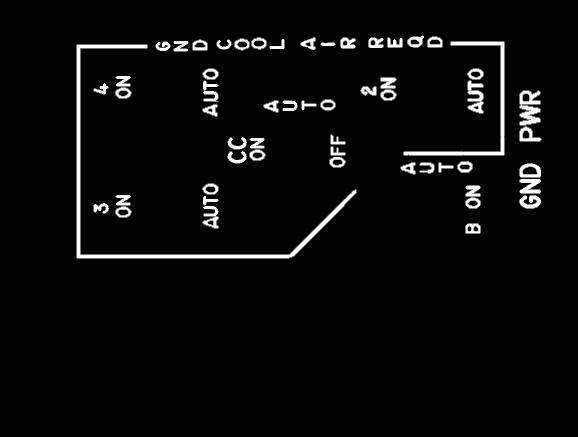 3 4
ON ON
GND COOL AIR REQD
AUTO AUTO
CC
ON
AUTO
OFF
2
ON
AUTO
B ON AUTO
GND PWR